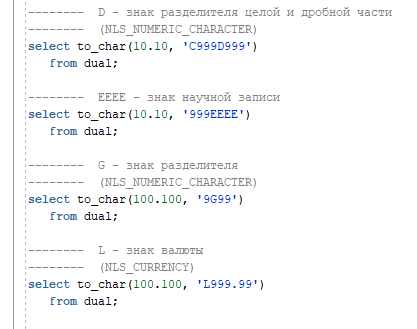 -------- D - знак разделителя целой и дробной части
-------- (NLS_NUMERIC_CHARACTER)
select to_char(10.10, 'C999D999')
from dual;
-------- EEEE - знак научной записи
select to_char(10.10, '999EEEE')
from dual;
-------- G - знак разделителя
-------- (NLS_NUMERIC_CHARACTER)
select to_char(100.100, '9G99')
from dual;
-------- L - знак валюты
-------- (NLS_CURRENCY)
select to_char(100.100, 'L999.99')
from dual;